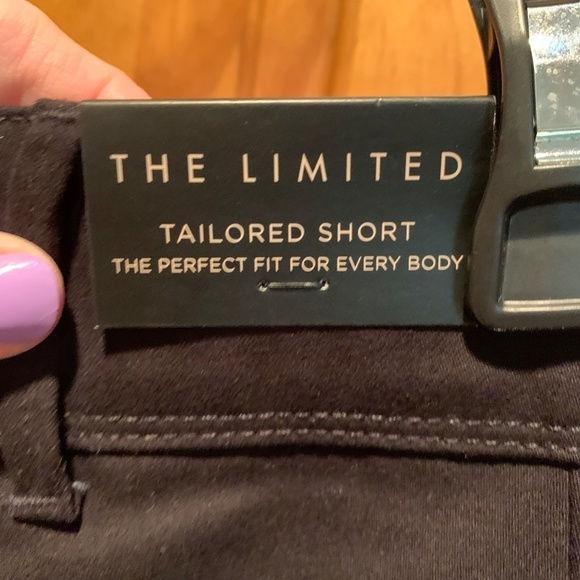 THE LIMITED
TAILORED SHORT
THE PERFECT FIT FOR EVERY BODY